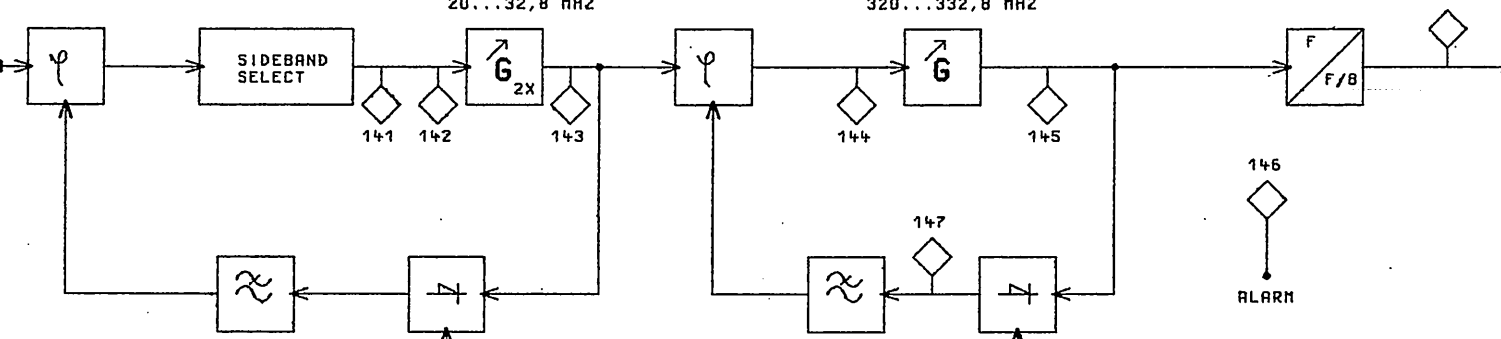 20...32,8 MHZ
320...332,8 MHZ
φ
SIDEBAND
SELECT
G
2X
φ
G
F
F/8
141
142
143
144
145
146
147
ALARM